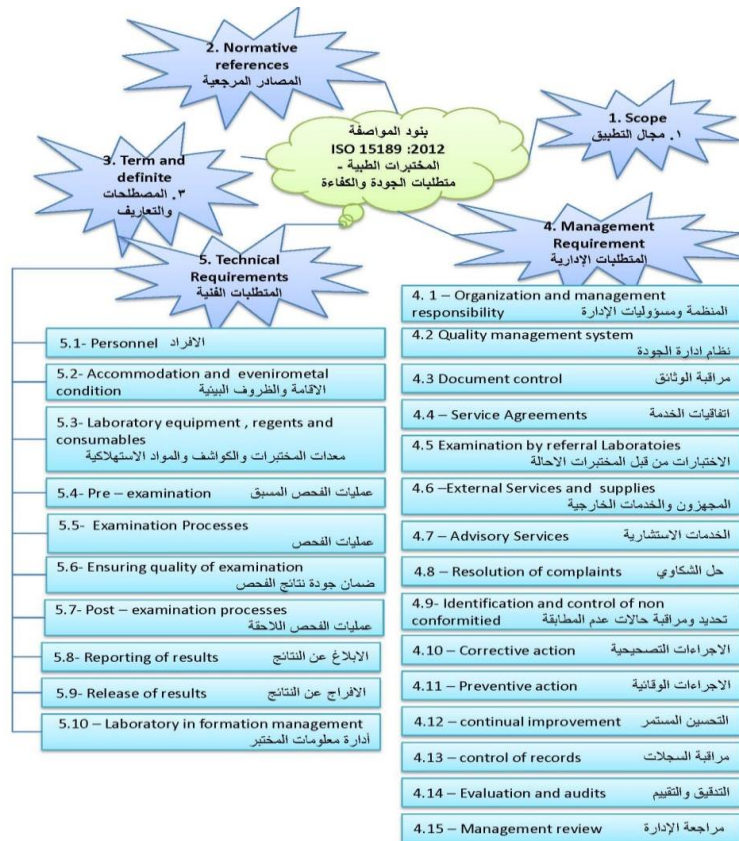 2. Normative
references
المصادر المرجعية
1. Scope
١. مجال التطبيق
بنود المواصفة
ISO 15189 :2012
المختبرات الطبية -
متطلبات الجودة والكفاءة
3. Term and
definite
٣. المصطلحات
والتعاريف
4. Management
Requirement
المتطلبات الإدارية
5. Technical
Requirements
المتطلبات الفنية
5.1- Personnel الافراد
5.2- Accommodation and evenirometal
condition الاقامة والظروف البيئية
5.3- Laboratory equipment , regents and
consumables
معدات المختبرات والكواشف والمواد الاستهلاكية
5.4- Pre – examination عمليات الفحص المسبق
5.5- Examination Processes
عمليات الفحص
5.6- Ensuring quality of examination
ضمان جودة نتائج الفحص
5.7- Post – examination processes
عمليات الفحص اللاحقة
5.8- Reporting of results الابلاغ عن النتائج
5.9- Release of results الافراج عن النتائج
5.10 – Laboratory in formation management
أدارة معلومات المختبر
4. 1 – Organization and management
responsibility المنظمة ومسؤوليات الإدارة
4.2 Quality management system
نظام ادارة الجودة
4.3 Document control مراقبة الوثائق
4.4 – Service Agreements اتفاقيات الخدمة
4.5 Examination by referral Laboratoies
الاختبارات من قبل المختبرات الاحالة
4.6 –External Services and supplies
المجهزون والخدمات الخارجية
4.7 – Advisory Services الخدمات الاستشارية
4.8 – Resolution of complaints حل الشكاوي
4.9- Identification and control of non
conformitied تحديد ومراقبة حالات عدم المطابقة
4.10 – Corrective action الاجراءات التصحيحية
4.11 – Preventive action الاجراءات الوقائية
4.12 – continual improvement التحسين المستمر
4.13 – control of records مراقبة السجلات
4.14 – Evaluation and audits التدقيق والتقييم
4.15 – Management review مراجعة الإدارة